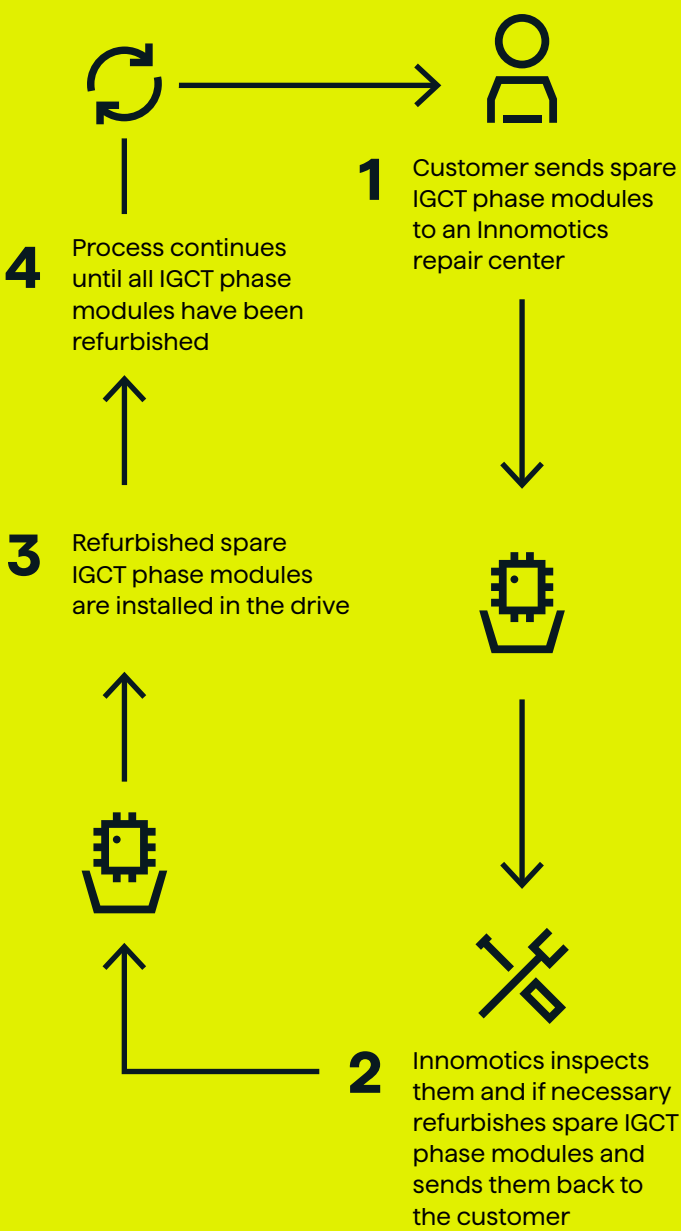 1
Customer sends spare
IGCT phase modules
to an Innomotics
repair center
2
Innomotics inspects
them and if necessary
refurbishes spare IGCT
phase modules and
sends them back to
the customer
3
Refurbished spare
IGCT phase modules
are installed in the drive
4
Process continues
until all IGCT phase
modules have been
refurbished